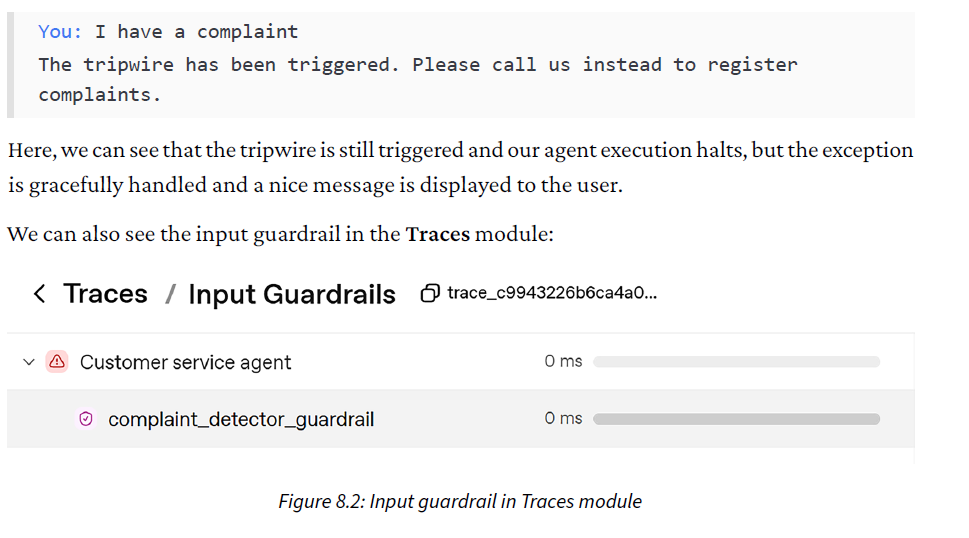 You: I have a complaint
The tripwire has been triggered. Please call us instead to register
complaints.
Here, we can see that the tripwire is still triggered and our agent execution halts, but the exception
is gracefully handled and a nice message is displayed to the user.
We can also see the input guardrail in the Traces module:
Traces / Input Guardrails trace_c9943226b6ca4a0...
Customer service agent 0 ms
complaint_detector_guardrail 0 ms
Figure 8.2: Input guardrail in Traces module